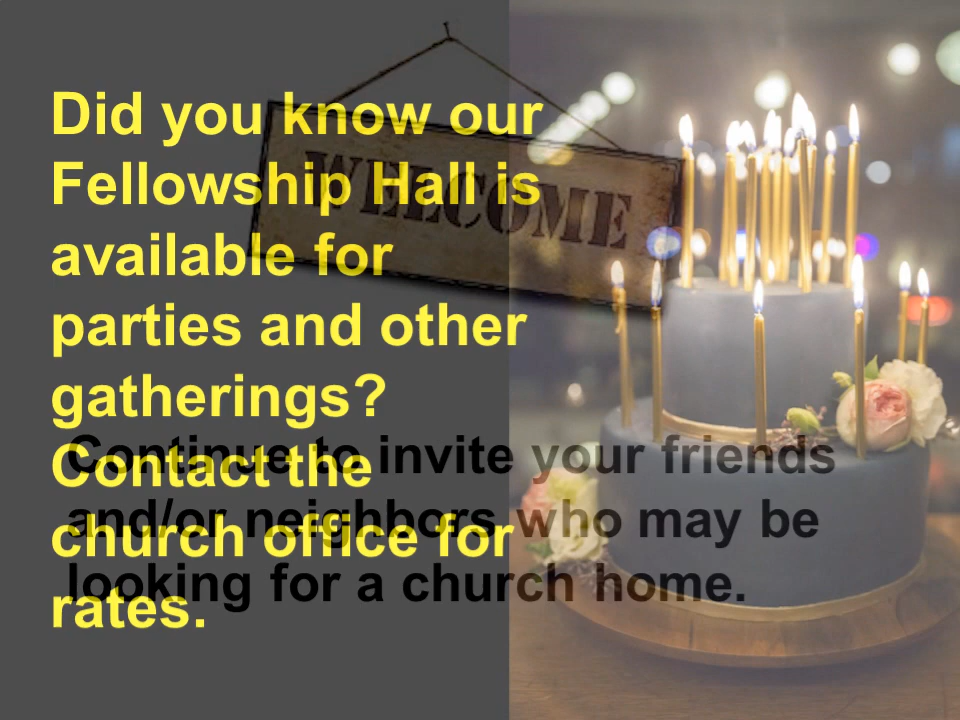 Did you know our
Fellowship Hall is
available for
parties and other
gatherings?
Contact the
church office for
rates.
WELCOME
Continue to invite your friends
and/or neighbors who may be
looking for a church home.